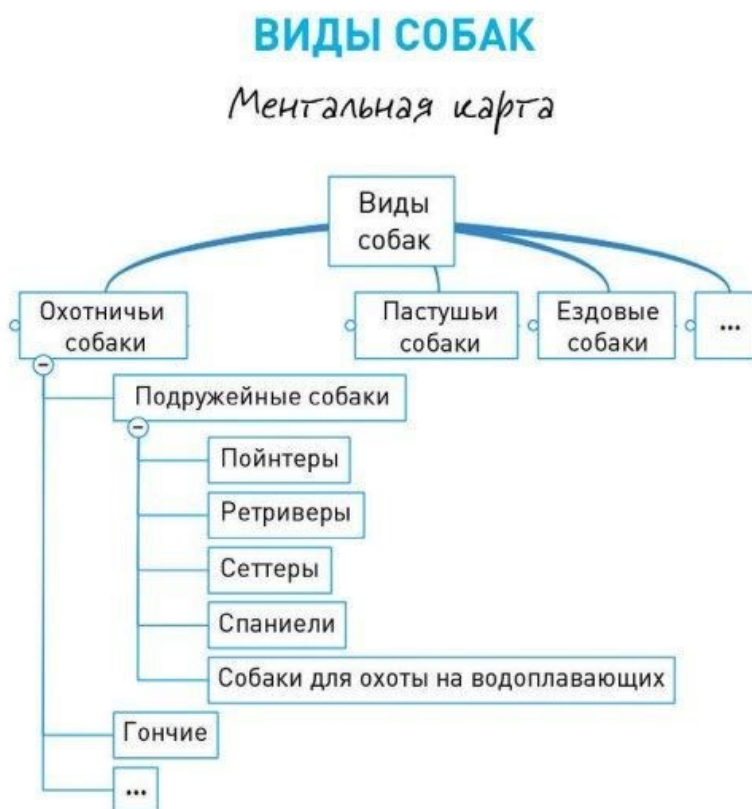 ВИДЫ СОБАК
Ментальная карта
Виды
собак
Охотничьи
собаки
Пастушьи
собаки
Ездовые
собаки
...
Подружейные собаки
Пойнтеры
Ретриверы
Сеттеры
Спаниели
Собаки для охоты на водоплавающих
Гончие
...